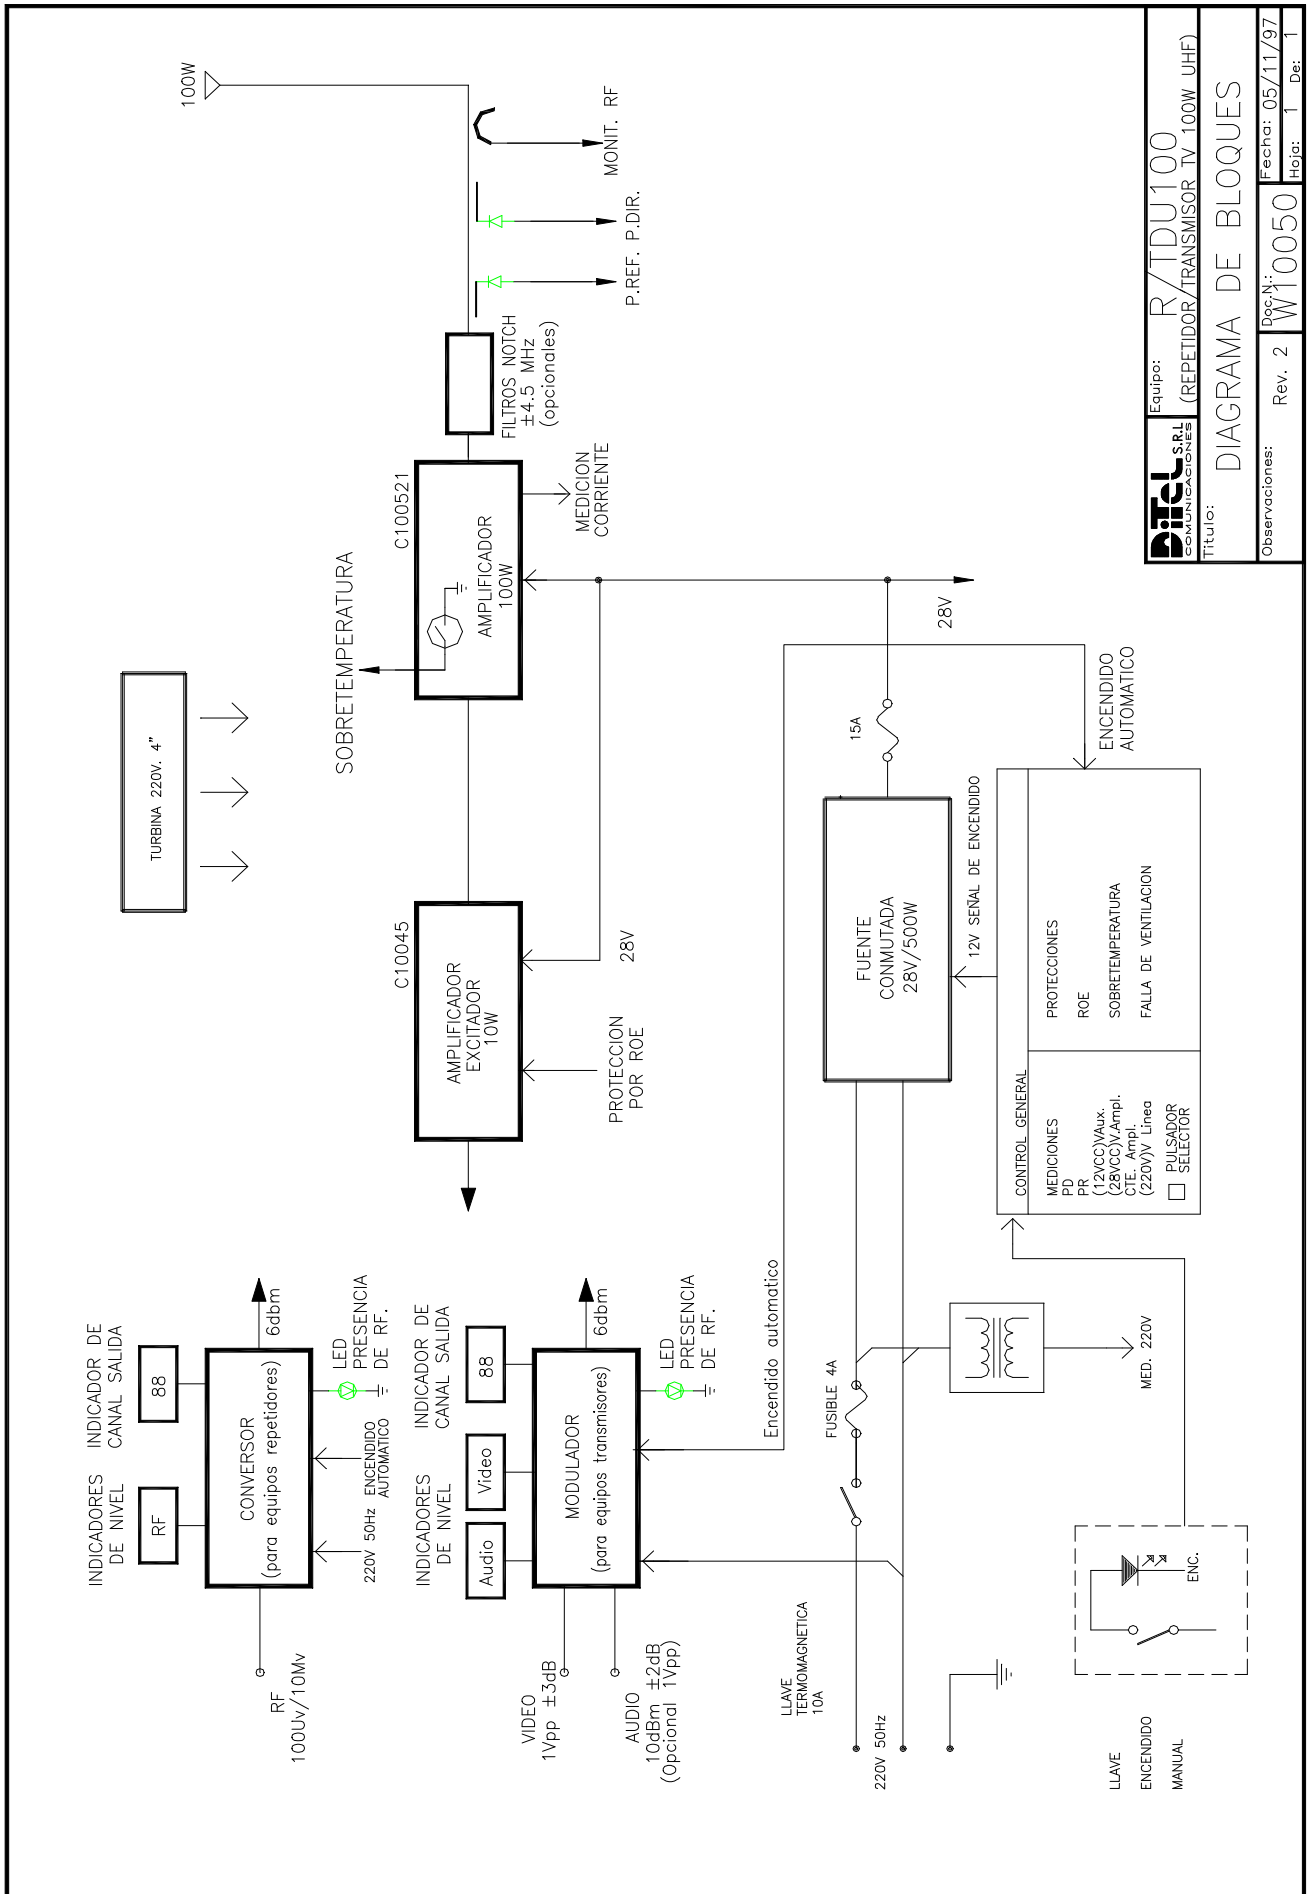 INDICADORES
DE NIVEL
INDICADOR DE
CANAL SALIDA
RF
88
CONVERSOR
(para equipos repetidores)
RF
100Uv/10Mv
6dbm
220V 50Hz
ENCENDIDO
AUTOMATICO
LED
PRESENCIA
DE RF.
TURBINA 220V. 4"
100W
SOBRETEMPERATURA
C10045
AMPLIFICADOR
EXCITADOR
10W
C100521
AMPLIFICADOR
100W
FILTROS NOTCH
±4.5 MHz
(opcionales)
P.REF.
P.DIR.
MONIT. RF
MEDICION
CORRIENTE
PROTECCION
POR ROE
28V
INDICADORES
DE NIVEL
INDICADOR DE
CANAL SALIDA
Audio
Video
88
MODULADOR
(para equipos transmisores)
VIDEO
1Vpp ±3dB
AUDIO
10dBm ±2dB
(Opcional 1Vpp)
6dbm
LED
PRESENCIA
DE RF.
Encendido automatico
LLAVE
TERMOMAGNETICA
10A
FUSIBLE 4A
220V 50Hz
15A
28V
FUENTE
CONMUTADA
28V/500W
12V SEÑAL DE ENCENDIDO
ENCENDIDO
AUTOMATICO
CONTROL GENERAL
MEDICIONES
PD
PR
(12VCC)VAux.
(28VCC)V.Ampl.
CTE. Ampl.
(220V)V Linea
PULSADOR
SELECTOR
PROTECCIONES
ROE
SOBRETEMPERATURA
FALLA DE VENTILACION
MED. 220V
ENC.
LLAVE
ENCENDIDO
MANUAL
DiTel S.R.L
COMUNICACIONES
Equipo:
R/TDU100
(REPETIDOR/TRANSMISOR TV 100W UHF)
Titulo:
DIAGRAMA DE BLOQUES
Observaciones:
Rev. 2
Doc.N.:
W10050
Fecha: 05/11/97
Hoja: 1 De: 1